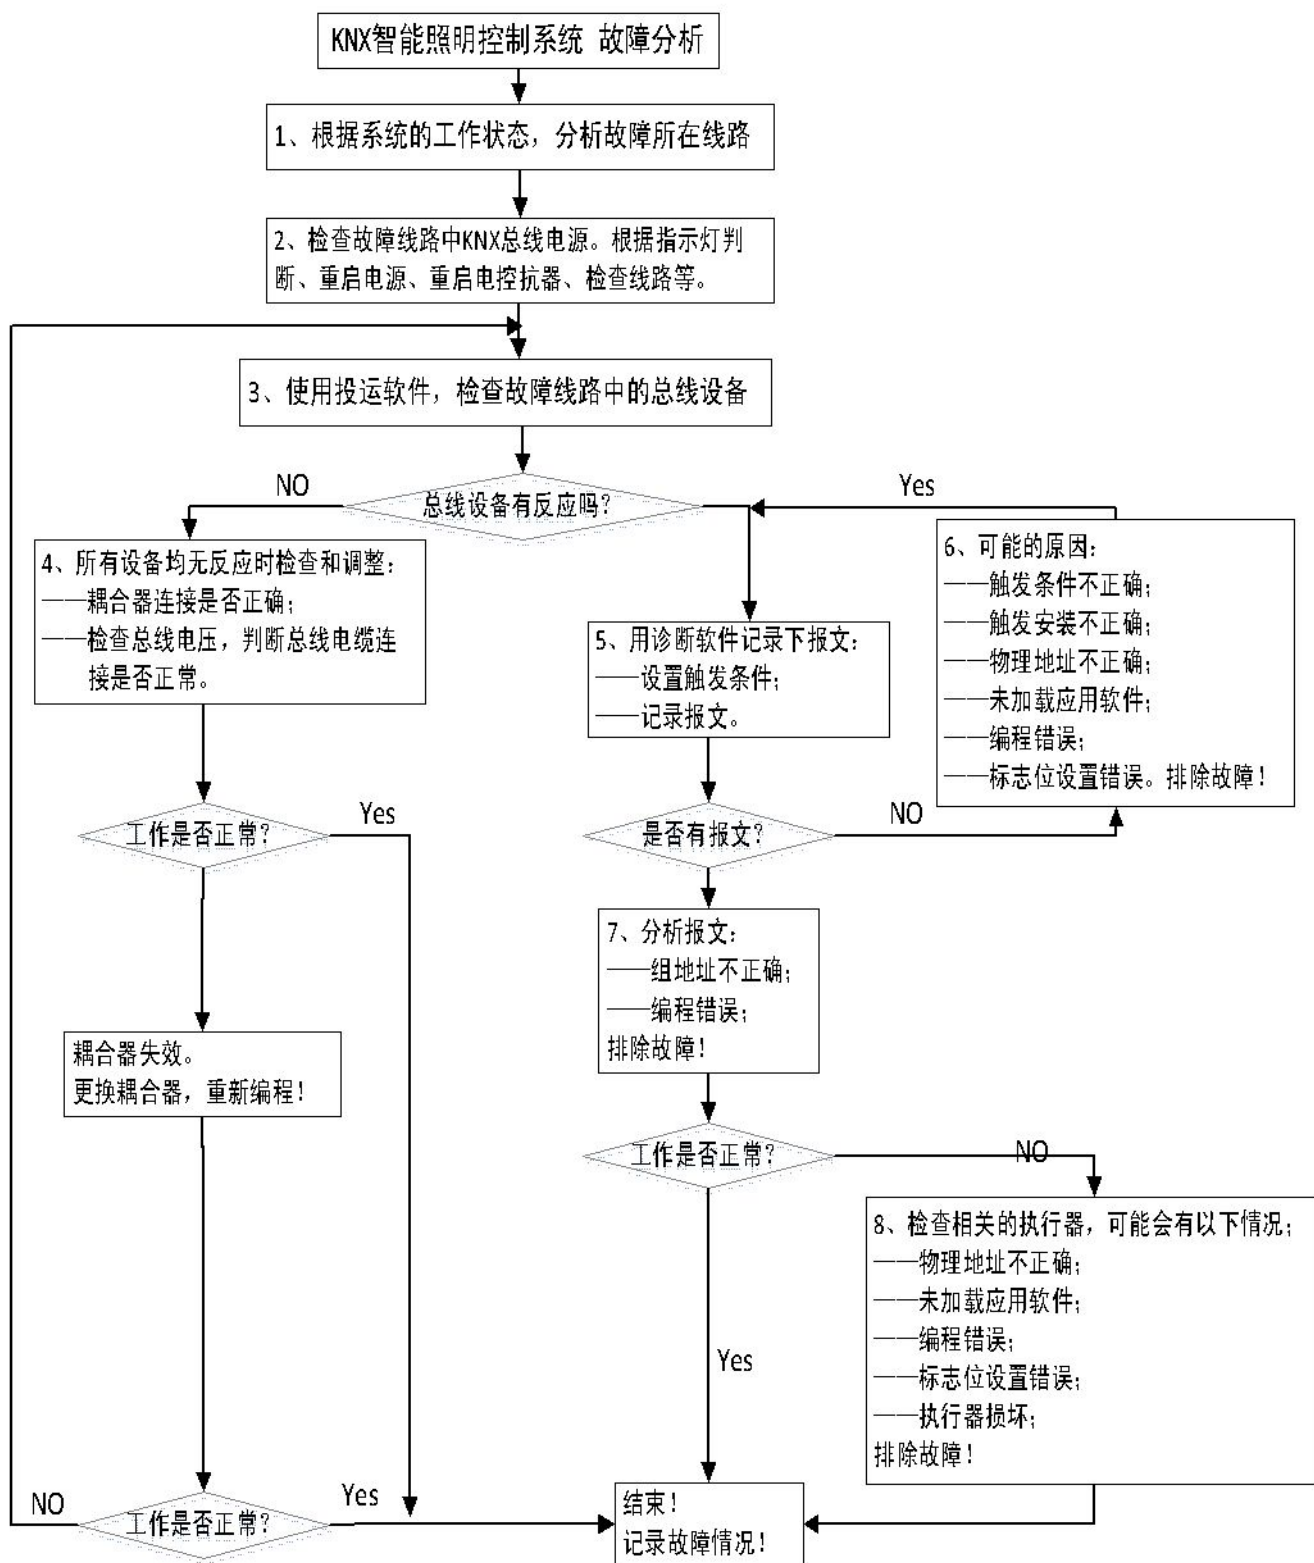 KNX智能照明控制系统 故障分析
1、根据系统的工作状态，分析故障所在线路
2、检查故障线路中KNX总线电源。根据指示灯判
断、重启电源、重启电控抗器、检查线路等。
3、使用投运软件，检查故障线路中的总线设备
总线设备有反应吗？
NO
Yes
4、所有设备均无反应时检查和调整：
——耦合器连接是否正确；
——检查总线电压，判断总线电缆连
接是否正常。
5、用诊断软件记录下报文：
——设置触发条件；
——记录报文。
6、可能的原因：
——触发条件不正确；
——触发安装不正确；
——物理地址不正确；
——未加载应用软件；
——编程错误；
——标志位设置错误。排除故障！
工作是否正常？
Yes
是否有报文？
NO
7、分析报文：
——组地址不正确；
——编程错误；
排除故障！
耦合器失效。
更换耦合器，重新编程！
工作是否正常？
NO
8、检查相关的执行器，可能会有以下情况；
——物理地址不正确；
——未加载应用软件；
——编程错误；
——标志位设置错误；
——执行器损坏；
排除故障！
Yes
NO
工作是否正常？
Yes
结束！
记录故障情况！